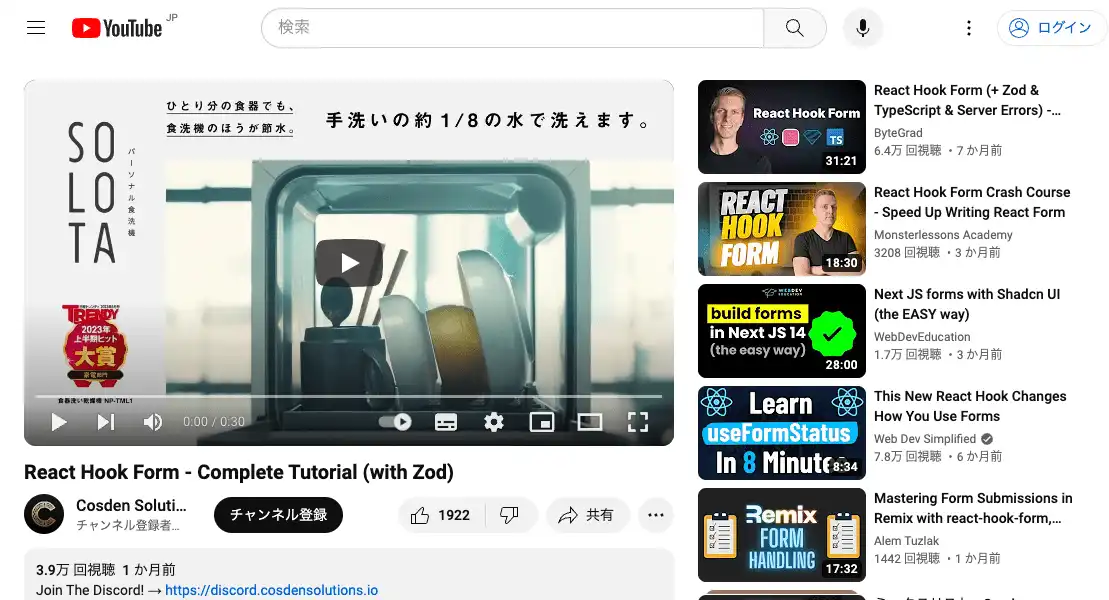 YouTube JP
検索
ログイン
SOLOTA
パーソナル食洗機
ひとり分の食器でも、
食洗機のほうが節水。
手洗いの約1/8の水で洗えます。
TRENDY
2023年
上半期ヒット
大賞
家電部門
食器洗い乾燥機 NP-TML1
0:00 / 0:30
React Hook Form - Complete Tutorial (with Zod)
Cosden Soluti...
チャンネル登録者...
チャンネル登録
1922
共有
3.9万 回視聴 1 か月前
Join The Discord! → https://discord.cosdensolutions.io
React Hook Form
TS
31:21
React Hook Form (+ Zod &
TypeScript & Server Errors) -...
ByteGrad
6.4万 回視聴 ・7 か月前
REACT
HOOK
FORM
18:30
React Hook Form Crash Course
- Speed Up Writing React Form
Monsterlessons Academy
3208 回視聴 ・3 か月前
WEBDEV
EDUCATION
build forms
in Next JS 14
(the easy way)
28:00
Next JS forms with Shadcn UI
(the EASY way)
WebDevEducation
1.7万 回視聴 ・3 か月前
Learn
useFormStatus
In 8 Minute
8:34
This New React Hook Changes
How You Use Forms
Web Dev Simplified
7.8万 回視聴 ・6 か月前
Remix
FORM
HANDLING
17:32
Mastering Form Submissions in
Remix with react-hook-form,...
Alem Tuzlak
1442 回視聴 ・1 か月前